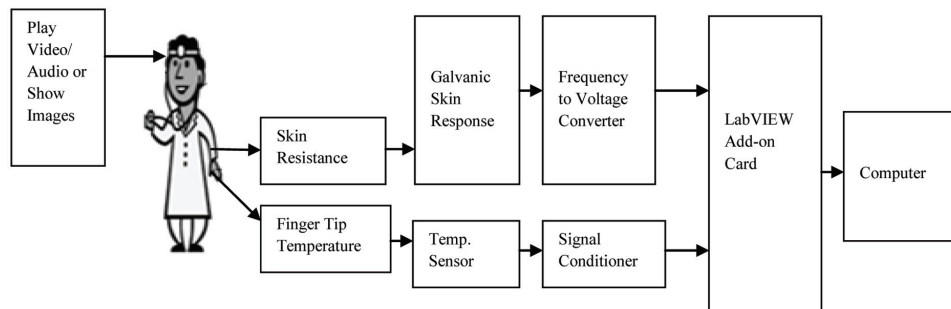 Play
Video/
Audio or
Show
Images
Skin
Resistance
Galvanic
Skin
Response
Frequency
to Voltage
Converter
LabVIEW
Add-on
Card
Computer
Finger Tip
Temperature
Temp.
Sensor
Signal
Conditioner